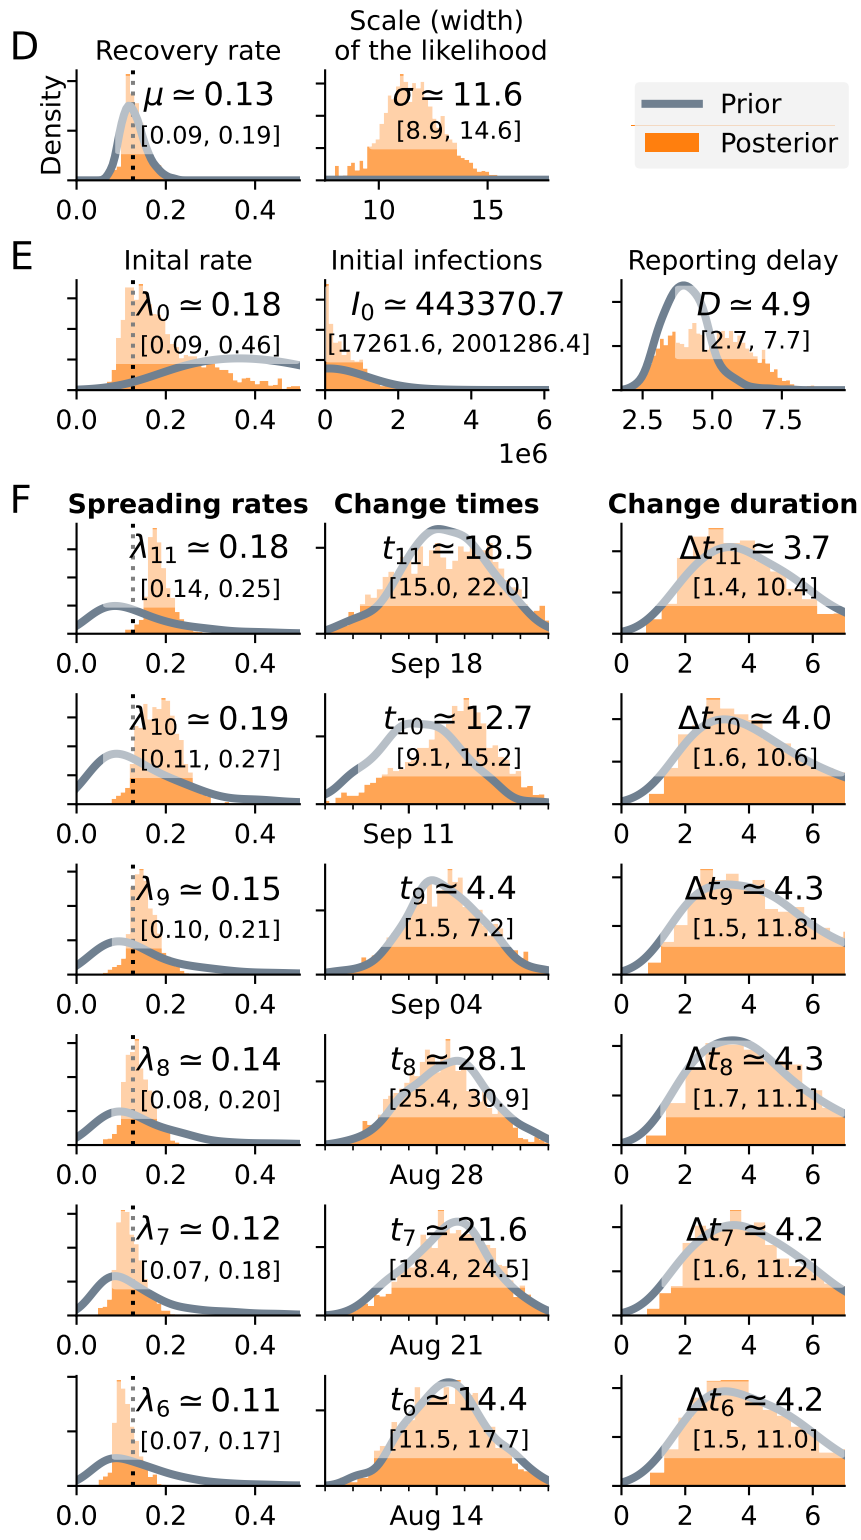 D
Recovery rate
Scale (width)
of the likelihood
Density
μ ≃ 0.13
[0.09, 0.19]
σ ≃ 11.6
[8.9, 14.6]
Prior
Posterior
0.0 0.2 0.4
10 15
E
Inital rate
Initial infections
Reporting delay
λ0 ≃ 0.18
[0.09, 0.46]
I0 ≃ 443370.7
[17261.6, 2001286.4]
D ≃ 4.9
[2.7, 7.7]
0.0 0.2 0.4
0 2 4 6
1e6
2.5 5.0 7.5
F
Spreading rates
Change times
Change duration
λ11 ≃ 0.18
[0.14, 0.25]
t11 ≃ 18.5
[15.0, 22.0]
Δt11 ≃ 3.7
[1.4, 10.4]
0.0 0.2 0.4
Sep 18
0 2 4 6
λ10 ≃ 0.19
[0.11, 0.27]
t10 ≃ 12.7
[9.1, 15.2]
Δt10 ≃ 4.0
[1.6, 10.6]
0.0 0.2 0.4
Sep 11
0 2 4 6
λ9 ≃ 0.15
[0.10, 0.21]
t9 ≃ 4.4
[1.5, 7.2]
Δt9 ≃ 4.3
[1.5, 11.8]
0.0 0.2 0.4
Sep 04
0 2 4 6
λ8 ≃ 0.14
[0.08, 0.20]
t8 ≃ 28.1
[25.4, 30.9]
Δt8 ≃ 4.3
[1.7, 11.1]
0.0 0.2 0.4
Aug 28
0 2 4 6
λ7 ≃ 0.12
[0.07, 0.18]
t7 ≃ 21.6
[18.4, 24.5]
Δt7 ≃ 4.2
[1.6, 11.2]
0.0 0.2 0.4
Aug 21
0 2 4 6
λ6 ≃ 0.11
[0.07, 0.17]
t6 ≃ 14.4
[11.5, 17.7]
Δt6 ≃ 4.2
[1.5, 11.0]
0.0 0.2 0.4
Aug 14
0 2 4 6